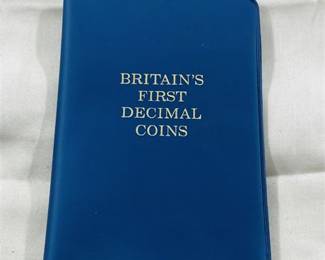 BRITAIN'S
FIRST
DECIMAL
COINS